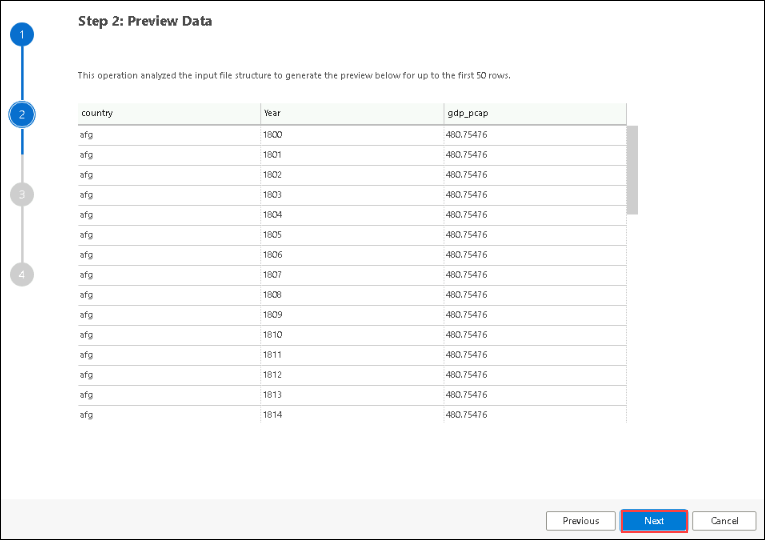 Step 2: Preview Data
1
This operation analyzed the input file structure to generate the preview below for up to the first 50 rows.
2
country Year gdp_pcap
afg 1800 480.75476
afg 1801 480.75476
afg 1802 480.75476
3
afg 1803 480.75476
afg 1804 480.75476
afg 1805 480.75476
afg 1806 480.75476
4
afg 1807 480.75476
afg 1808 480.75476
afg 1809 480.75476
afg 1810 480.75476
afg 1811 480.75476
afg 1812 480.75476
afg 1813 480.75476
afg 1814 480.75476
Previous Next Cancel